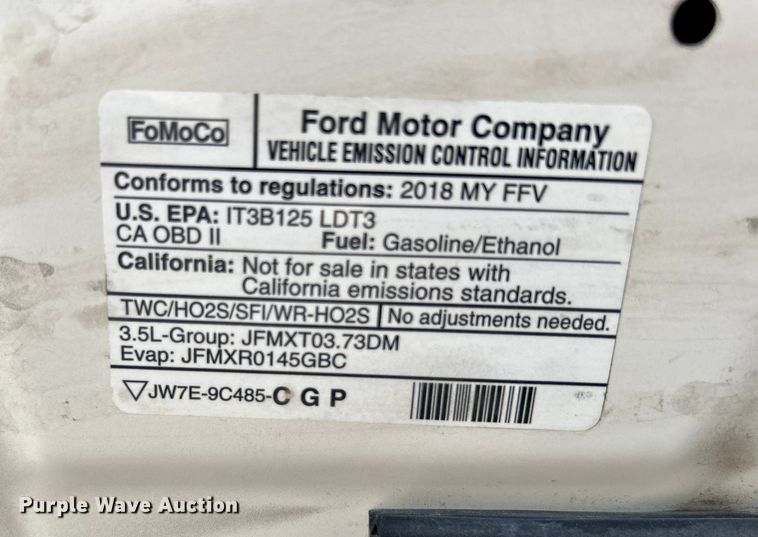 FoMoCo
Ford Motor Company
VEHICLE EMISSION CONTROL INFORMATION
Conforms to regulations: 2018 MY FFV
U.S. EPA: IT3B125 LDT3
CA OBD II Fuel: Gasoline/Ethanol
California: Not for sale in states with
California emissions standards.
TWC/HO2S/SFI/WR-HO2S No adjustments needed.
3.5L-Group: JFMXT03.73DM
Evap: JFMXR0145GBC
JW7E-9C485-C G P
Purple Wave Auction